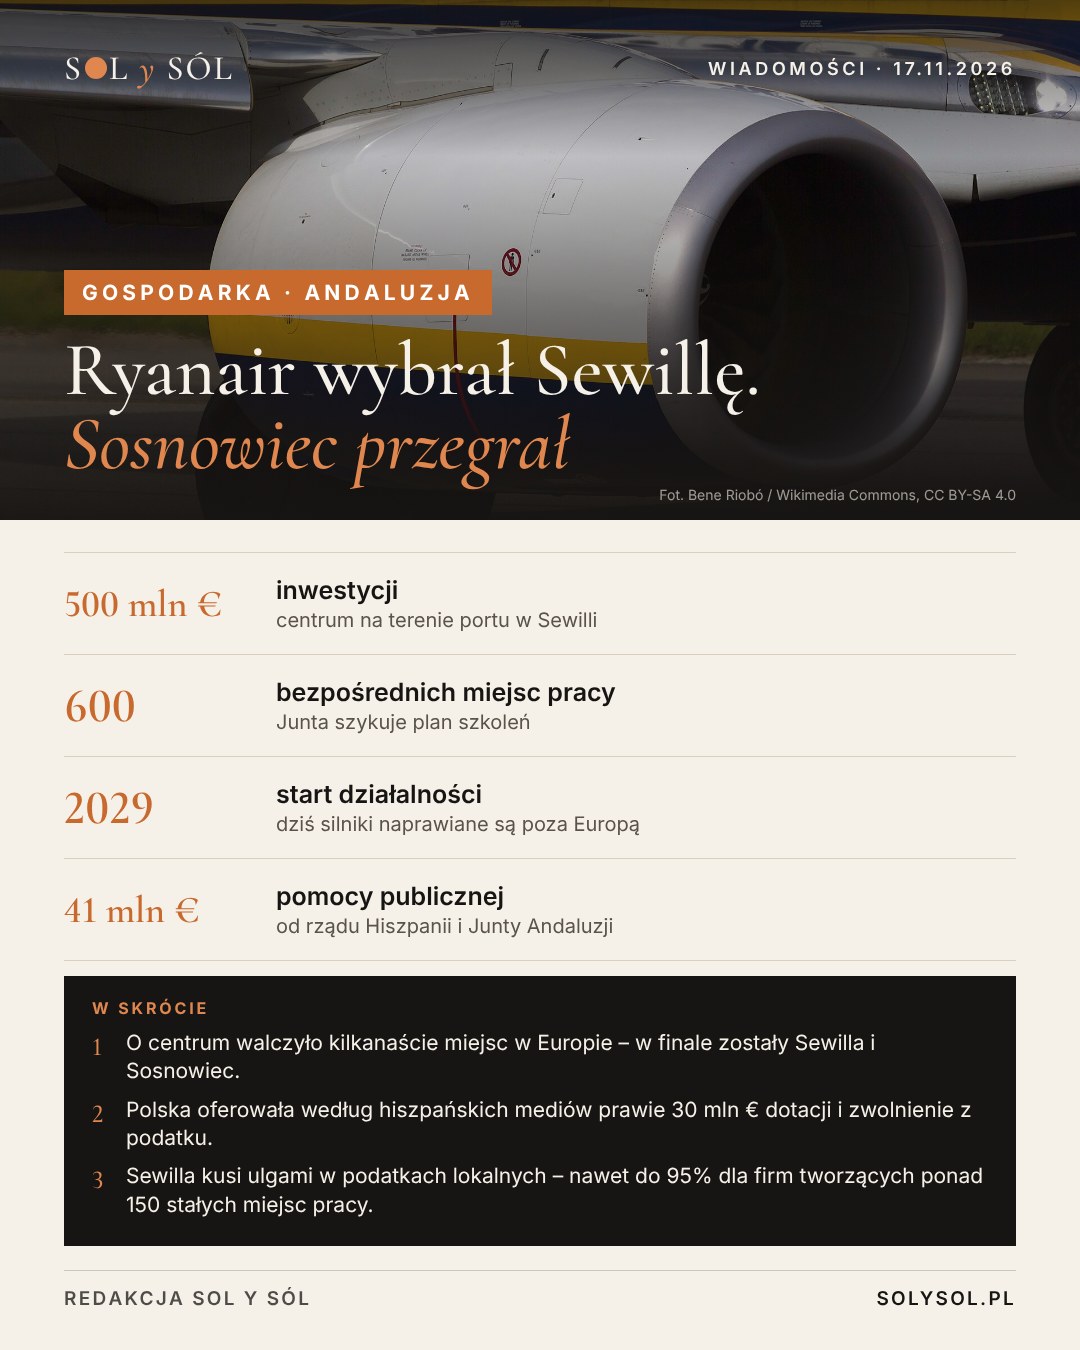 SOL y SÓL
WIADOMOŚCI · 17.11.2026
GOSPODARKA · ANDALUZJA
Ryanair wybrał Sewillę.
Sosnowiec przegrał
Fot. Bene Riobó / Wikimedia Commons, CC BY-SA 4.0
500 mln €
inwestycji
centrum na terenie portu w Sewilli
600
bezpośrednich miejsc pracy
Junta szykuje plan szkoleń
2029
start działalności
dziś silniki naprawiane są poza Europą
41 mln €
pomocy publicznej
od rządu Hiszpanii i Junty Andaluzji
W SKRÓCIE
1 O centrum walczyło kilkanaście miejsc w Europie – w finale zostały Sewilla i
Sosnowiec.
2 Polska oferowała według hiszpańskich mediów prawie 30 mln € dotacji i zwolnienie z
podatku.
3 Sewilla kusi ulgami w podatkach lokalnych – nawet do 95% dla firm tworzących ponad
150 stałych miejsc pracy.
REDAKCJA SOL Y SÓL
SOLYSOL.PL